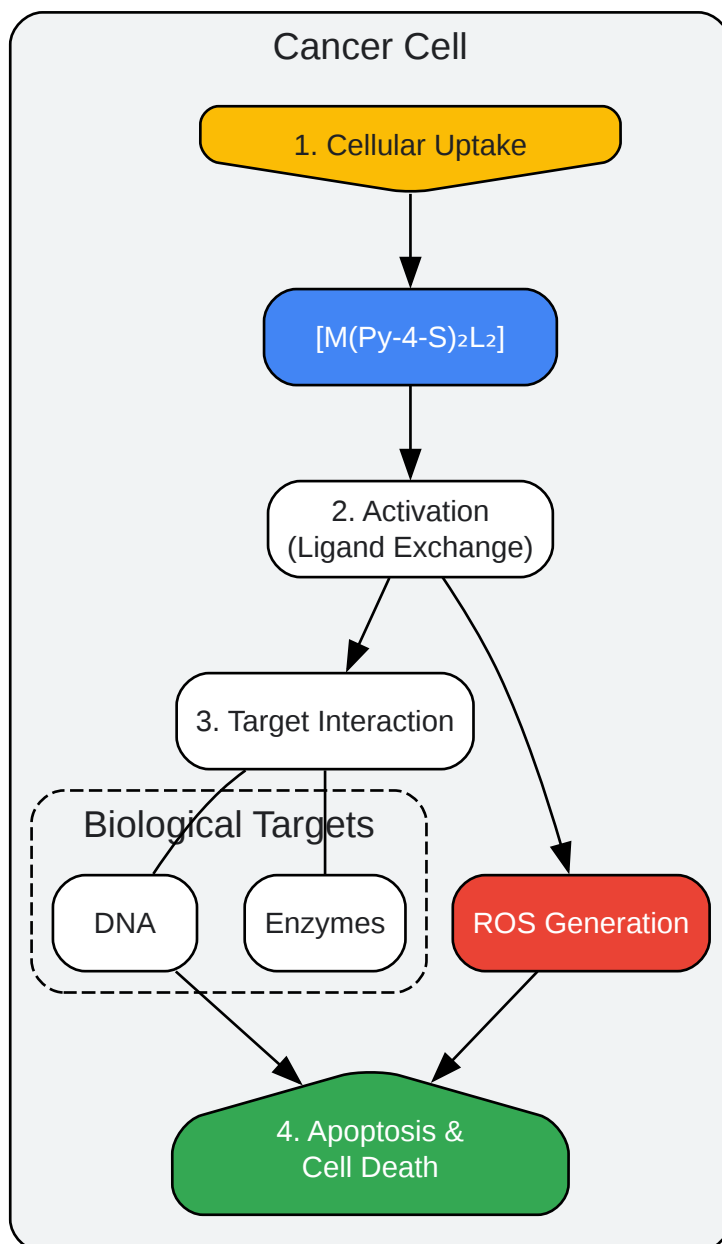 Cancer Cell
1. Cellular Uptake
[M(Py-4-S)₂L₂]
2. Activation
(Ligand Exchange)
3. Target Interaction
Biological Targets
DNA
Enzymes
ROS Generation
4. Apoptosis &
Cell Death